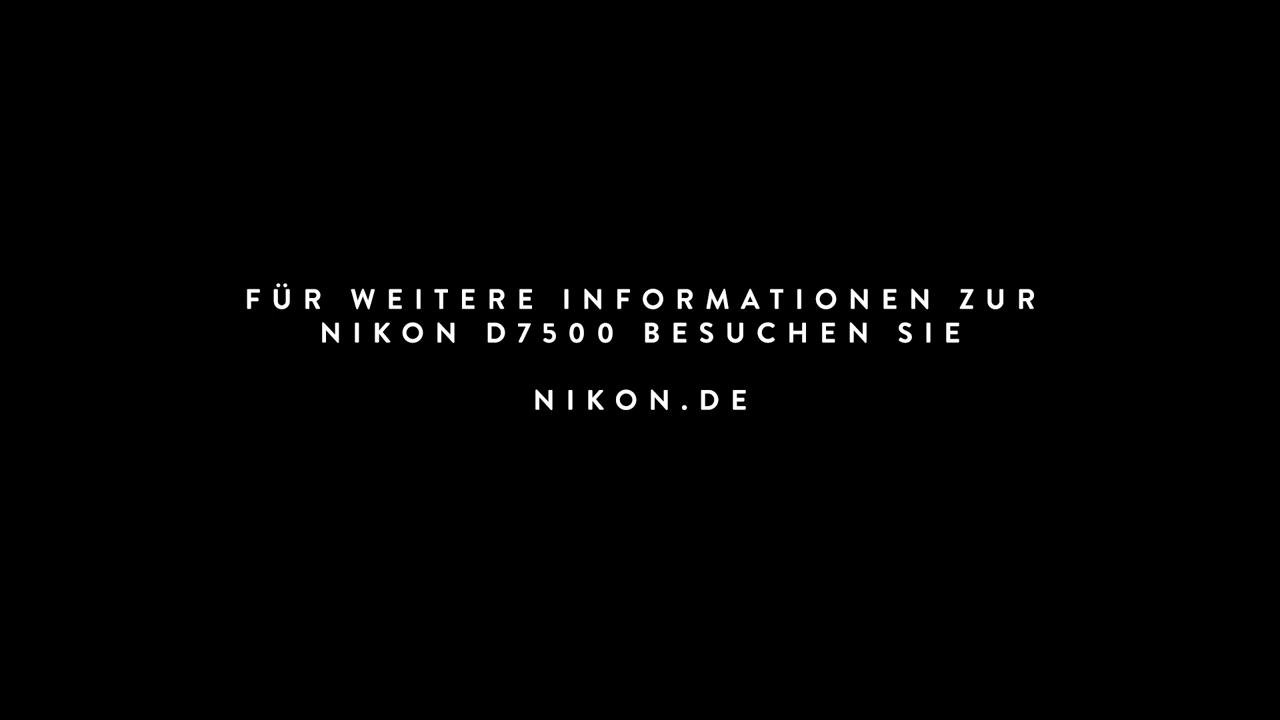 FÜR WEITERE INFORMATIONEN ZUR
NIKON D7500 BESUCHEN SIE
NIKON.DE